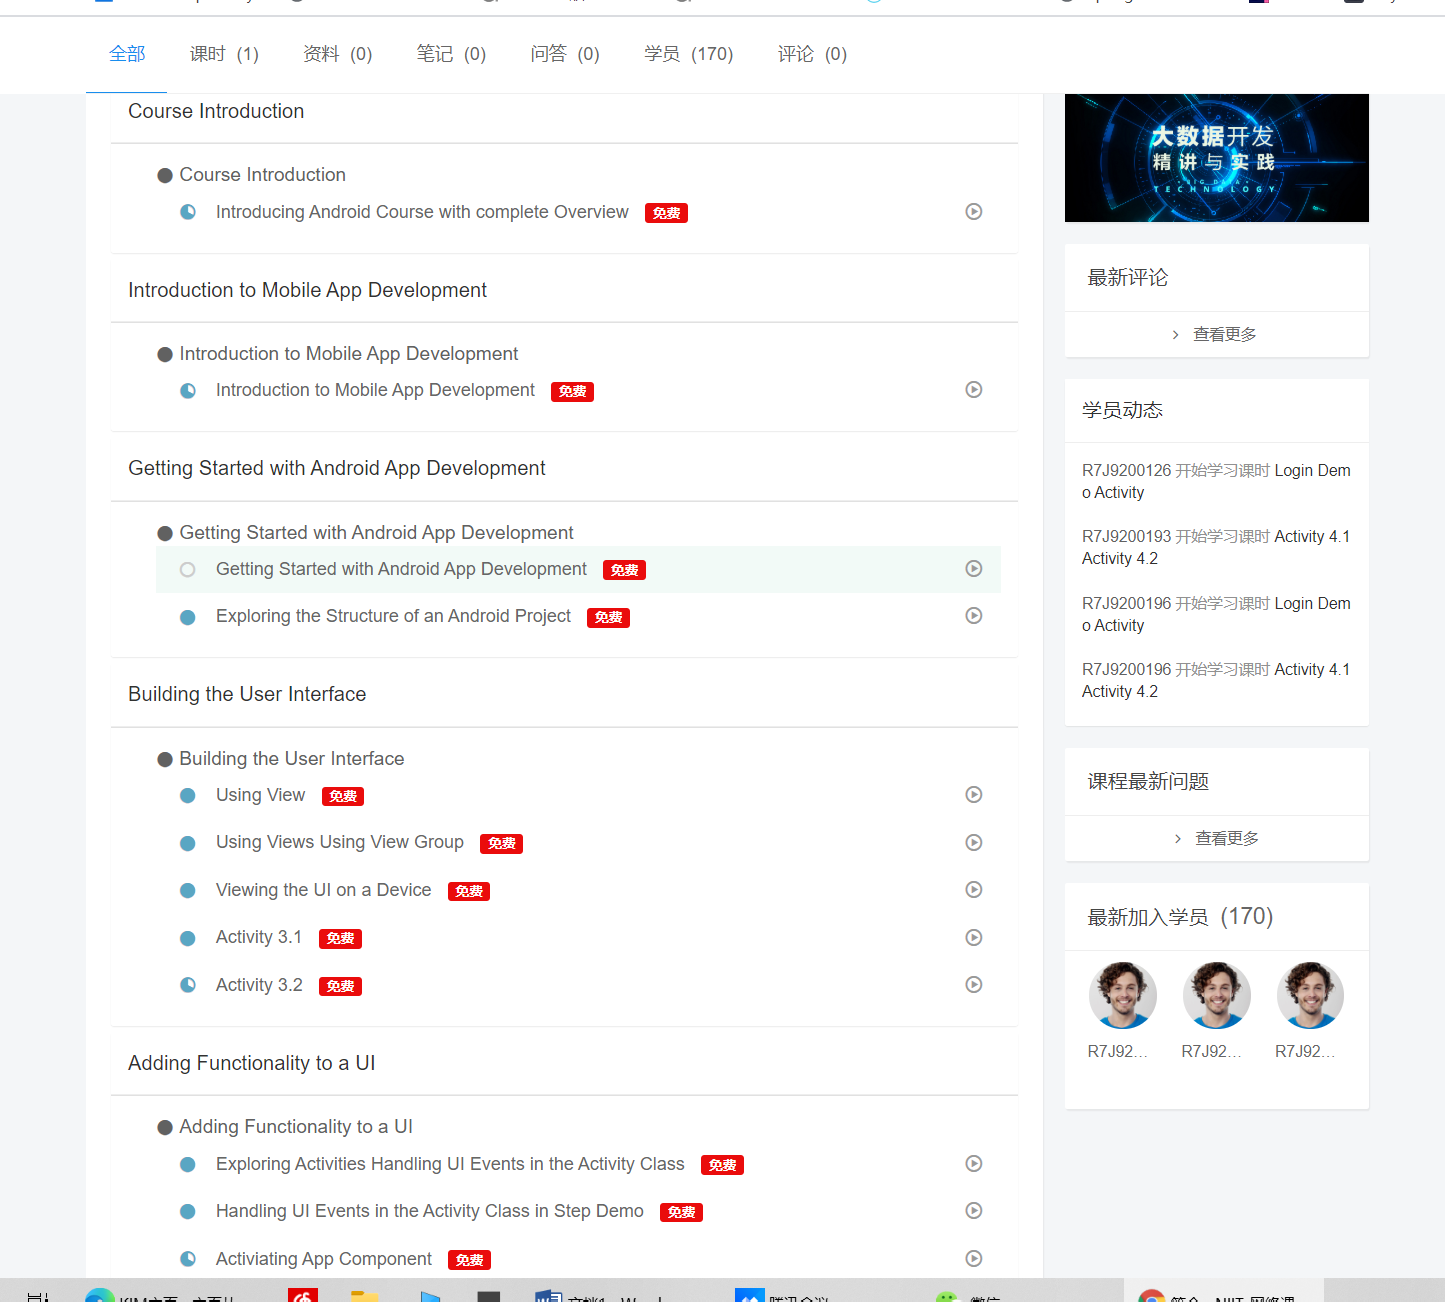 全部 课时 (1) 资料 (0) 笔记 (0) 问答 (0) 学员 (170) 评论 (0)
Course Introduction
Course Introduction
Introducing Android Course with complete Overview 免费
Introduction to Mobile App Development
Introduction to Mobile App Development
Introduction to Mobile App Development 免费
Getting Started with Android App Development
Getting Started with Android App Development
Getting Started with Android App Development 免费
Exploring the Structure of an Android Project 免费
Building the User Interface
Building the User Interface
Using View 免费
Using Views Using View Group 免费
Viewing the UI on a Device 免费
Activity 3.1 免费
Activity 3.2 免费
Adding Functionality to a UI
Adding Functionality to a UI
Exploring Activities Handling UI Events in the Activity Class 免费
Handling UI Events in the Activity Class in Step Demo 免费
Activiating App Component 免费
大数据开发
精讲与实践
BIG DATA
TECHNOLOGY
最新评论
查看更多
学员动态
R7J9200126 开始学习课时 Login Dem
o Activity
R7J9200193 开始学习课时 Activity 4.1
Activity 4.2
R7J9200196 开始学习课时 Login Dem
o Activity
R7J9200196 开始学习课时 Activity 4.1
Activity 4.2
课程最新问题
查看更多
最新加入学员 (170)
R7J92... R7J92... R7J92...